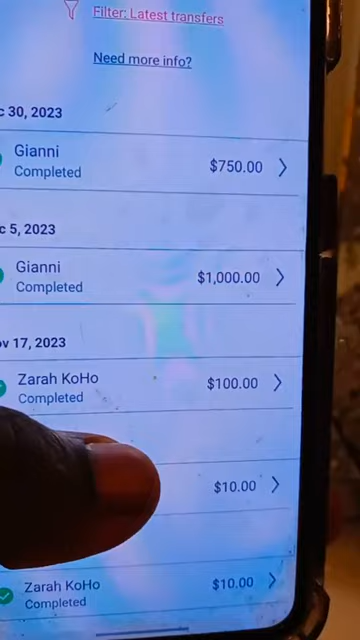 Filter: Latest transfers
Need more info?
c 30, 2023
Gianni
Completed
$750.00
c 5, 2023
Gianni
Completed
$1,000.00
ov 17, 2023
Zarah KoHo
Completed
$100.00
$10.00
Zarah KoHo
Completed
$10.00